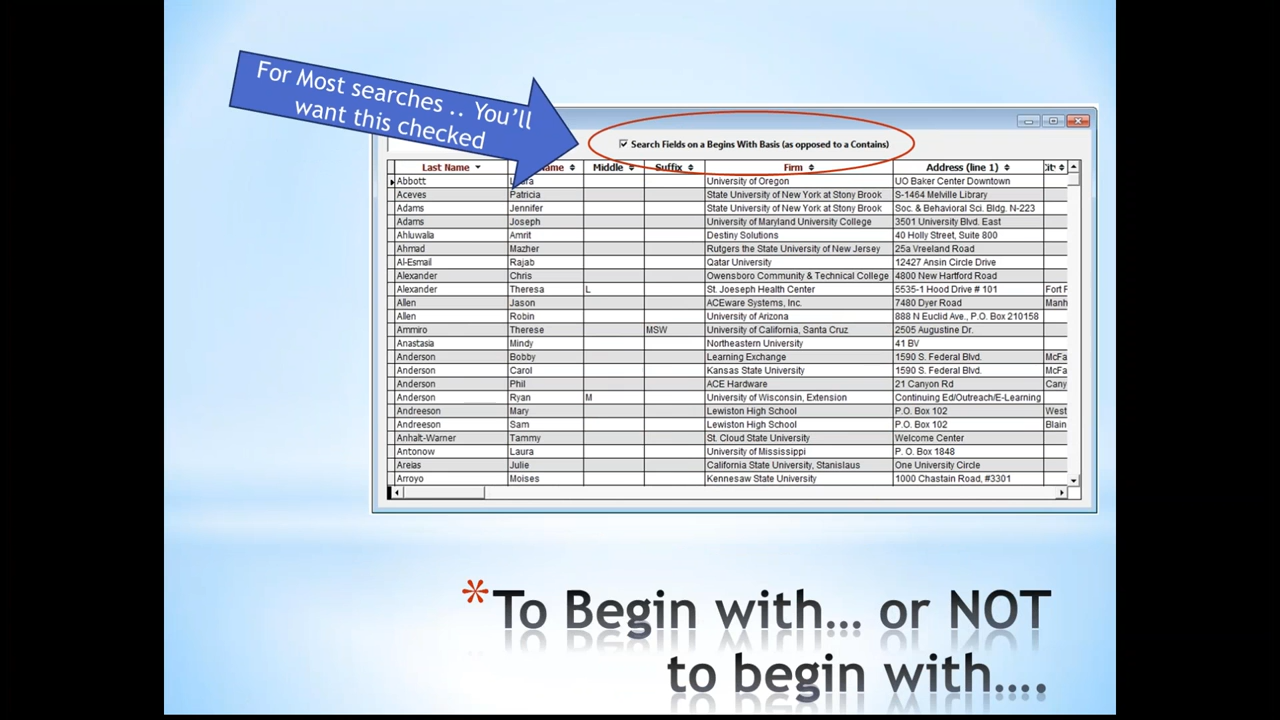 For Most searches .. You'll
want this checked
Search Fields on a Begins With Basis (as opposed to a Contains)
Last Name Name Middle Suffix Firm Address (line 1)
Abbott University of Oregon UO Baker Center Downtown
Aceves Patricia State University of New York at Stony Brook S-1464 Melville Library
Adams Jennifer State University of New York at Stony Brook Soc. & Behavioral Sci. Bldg. N-223
Adams Joseph University of Maryland University College 3501 University Blvd. East
Ahluwalia Amrit Destiny Solutions 40 Holly Street, Suite 800
Ahmad Mazher Rutgers the State University of New Jersey 25a Vreeland Road
Al-Esmail Rajab Qatar University 12427 Ansin Circle Drive
Alexander Chris Owensboro Community & Technical College 4800 New Hartford Road
Alexander Theresa L St. Joeseph Health Center 5535-1 Hood Drive # 101 Fort F
Allen Jason ACEware Systems, Inc. 7480 Dyer Road Manh
Allen Robin University of Arizona 888 N Euclid Ave., P.O. Box 210158
Ammiro Therese MSW University of California, Santa Cruz 2505 Augustine Dr.
Anastasia Mindy Northeastern University 41 BV
Anderson Bobby Learning Exchange 1590 S. Federal Blvd. McFa
Anderson Carol Kansas State University 1590 S. Federal Blvd. McFa
Anderson Phil ACE Hardware 21 Canyon Rd Cany
Anderson Ryan M University of Wisconsin, Extension Continuing Ed/Outreach/E-Learning
Andreeson Mary Lewiston High School P.O. Box 102 West
Andreeson Sam Lewiston High School P.O. Box 102 Blain
Anhalt-Warner Tammy St. Cloud State University Welcome Center
Antonow Laura University of Mississippi P. O. Box 1848
Areias Julie California State University, Stanislaus One University Circle
Arroyo Moises Kennesaw State University 1000 Chastain Road, #3301
*To Begin with... or NOT
to begin with....